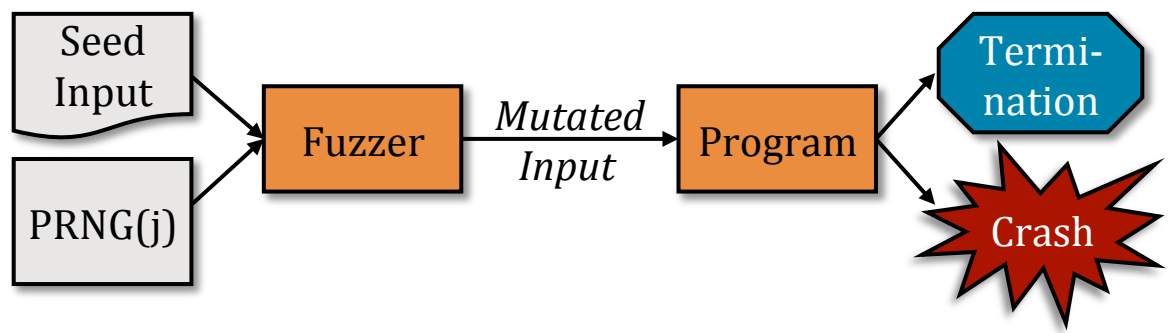 Seed
Input
PRNG(j)
Fuzzer
Mutated
Input
Program
Termi-
nation
Crash